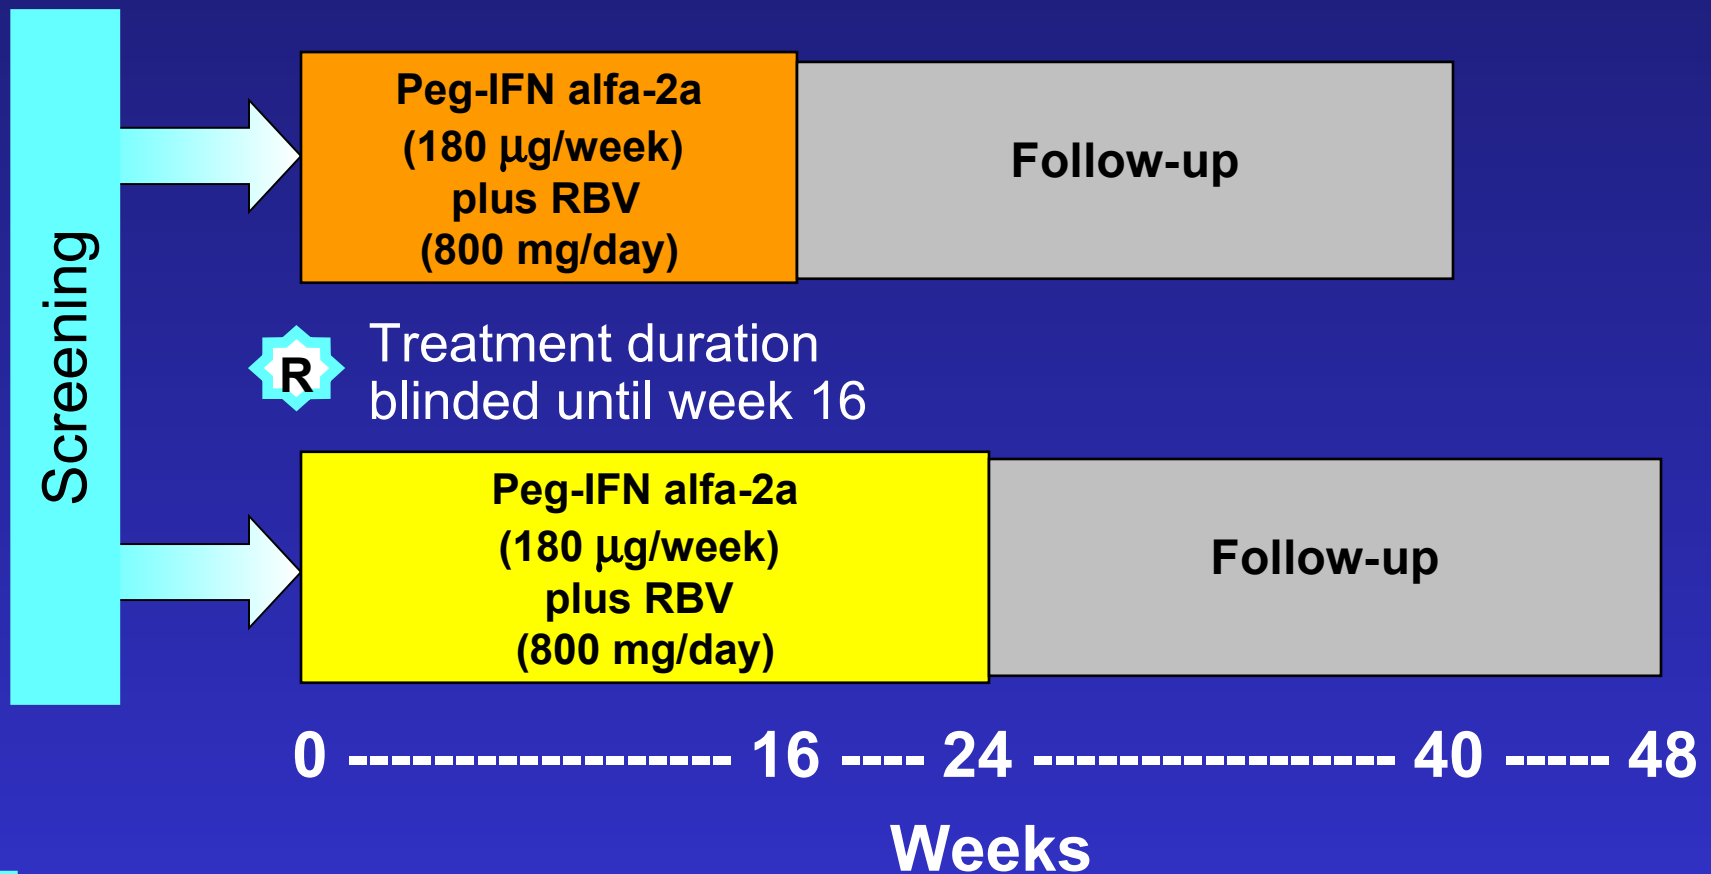 Screening
Peg-IFN alfa-2a
(180 μg/week)
plus RBV
(800 mg/day)
Follow-up
R
Treatment duration
blinded until week 16
Peg-IFN alfa-2a
(180 μg/week)
plus RBV
(800 mg/day)
Follow-up
0 ------------------ 16 ---- 24 ---------------- 40 ----- 48
Weeks